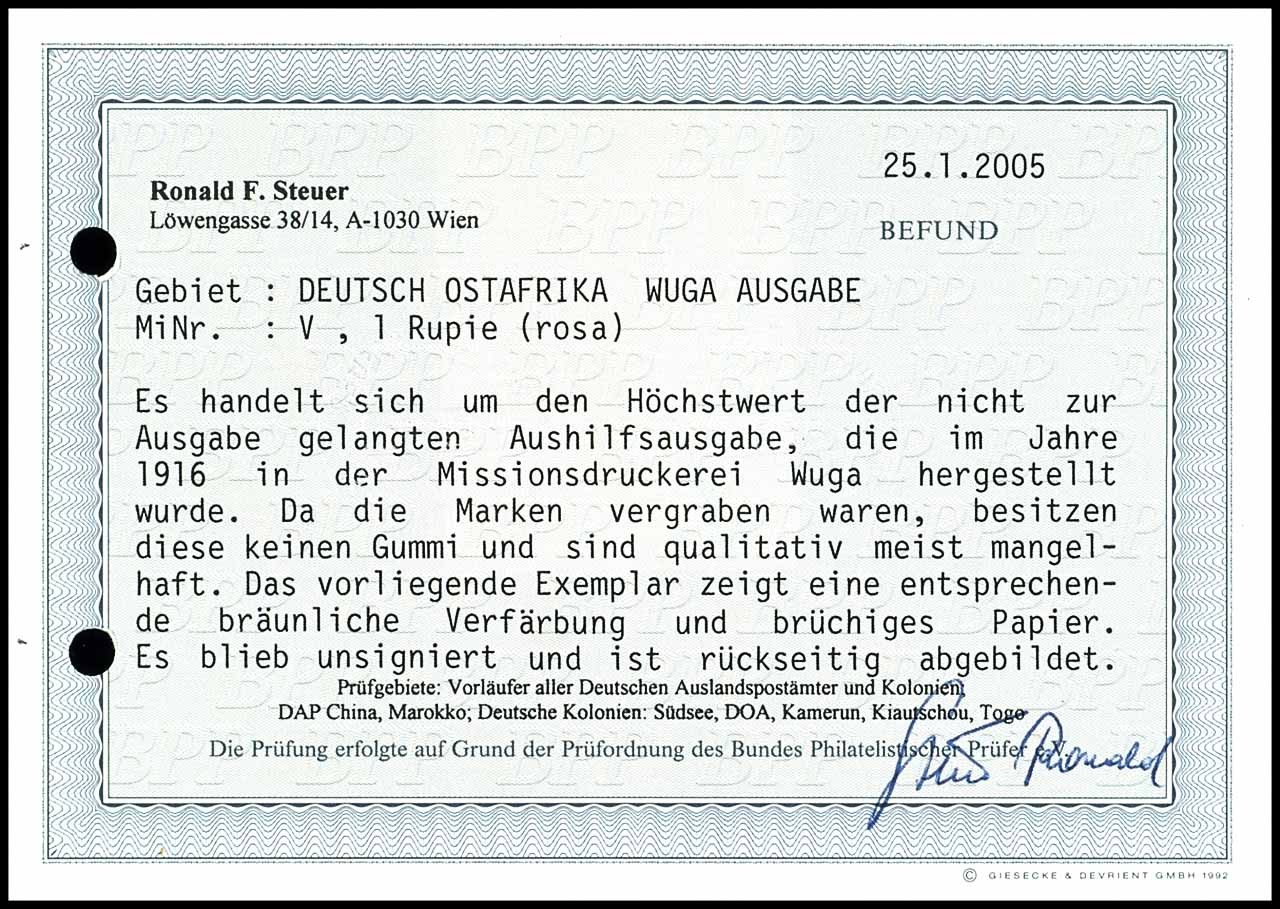 25.1.2005
Ronald F. Steuer
Löwengasse 38/14, A-1030 Wien
BEFUND
Gebiet : DEUTSCH OSTAFRIKA WUGA AUSGABE
MiNr. : V , 1 Rupie (rosa)
Es handelt sich um den Höchstwert der nicht zur
Ausgabe gelangten Aushilfsausgabe, die im Jahre
1916 in der Missionsdruckerei Wuga hergestellt
wurde. Da die Marken vergraben waren, besitzen
diese keinen Gummi und sind qualitativ meist mangel-
haft. Das vorliegende Exemplar zeigt eine entsprechen-
de bräunliche Verfärbung und brüchiges Papier.
Es blieb unsigniert und ist rückseitig abgebildet.
Prüfgebiete: Vorläufer aller Deutschen Auslandspostämter und Kolonien;
DAP China, Marokko; Deutsche Kolonien: Südsee, DOA, Kamerun, Kiautschou, Togo
Die Prüfung erfolgte auf Grund der Prüfordnung des Bundes Philatelistischer Prüfer e.V.
© GIESECKE & DEVRIENT GMBH 1992